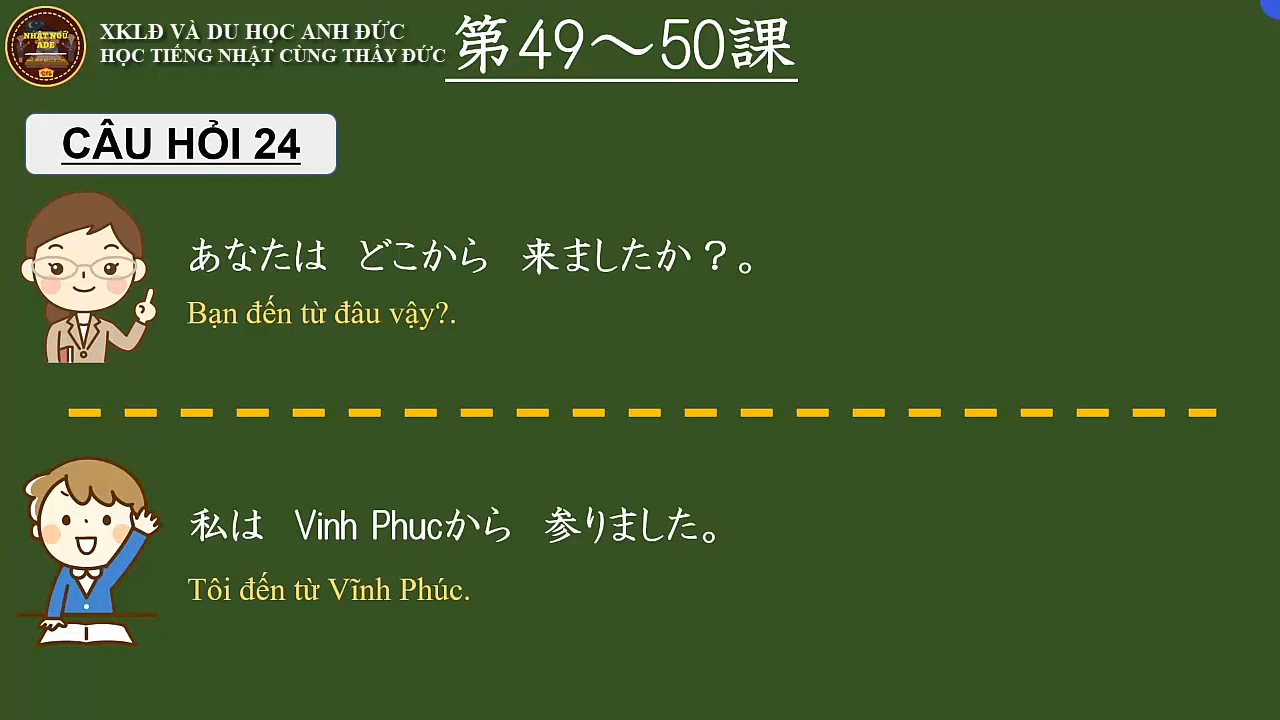 NHẬT NGỮ
ADE
XKLĐ VÀ DU HỌC ANH ĐỨC
HỌC TIẾNG NHẬT CÙNG THẦY ĐỨC
第49～50課
CÂU HỎI 24
あなたは　どこから　来ましたか？。
Bạn đến từ đâu vậy?.
私は　Vinh Phucから　参りました。
Tôi đến từ Vĩnh Phúc.